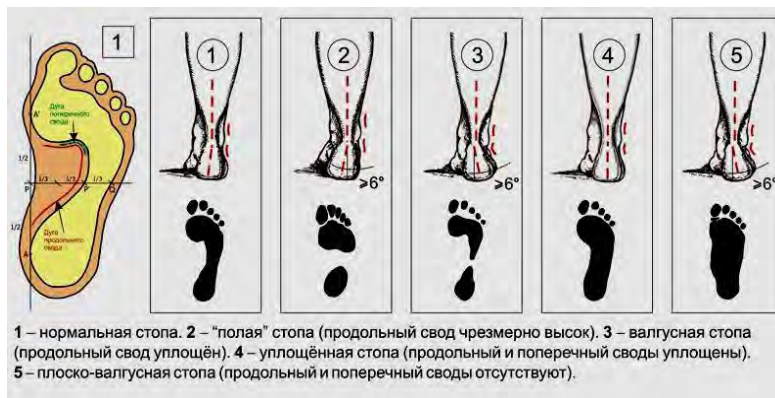 1
1
2
3
4
5
Дуга
поперечного
свода
1/2
1/3
1/3
1/3
P
P'
Q
1/2
Дуга
продольного
свода
A
≥6°
≥6°
≥6°
1 – нормальная стопа. 2 – “полая” стопа (продольный свод чрезмерно высок). 3 – валгусная стопа
(продольный свод уплощён). 4 – уплощённая стопа (продольный и поперечный своды уплощены).
5 – плоско-валгусная стопа (продольный и поперечный своды отсутствуют).